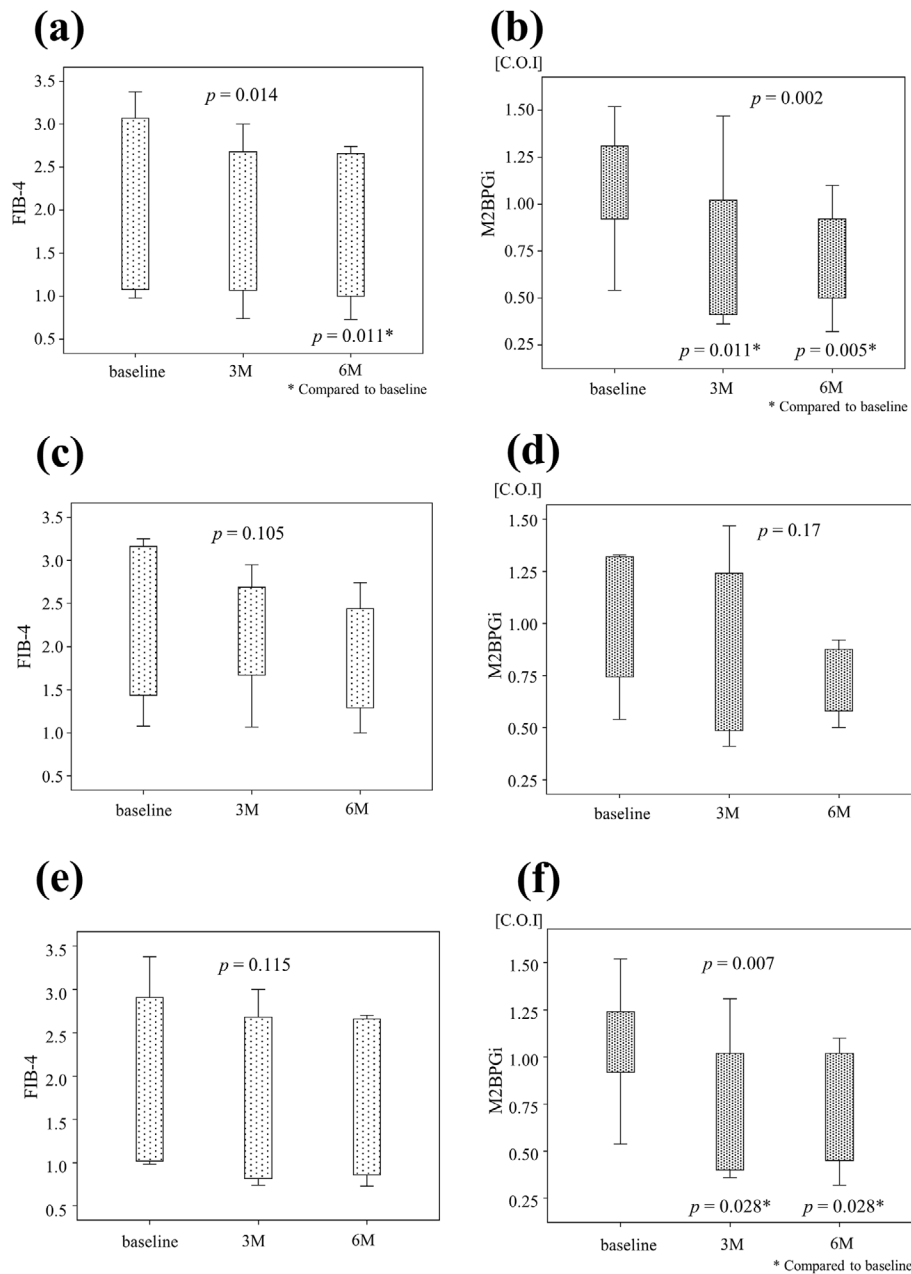 (a)
3.5
3.0
2.5
2.0
1.5
1.0
0.5
FIB-4
p = 0.014
p = 0.011*
baseline 3M 6M
* Compared to baseline
(b)
[C.O.I]
1.50
1.25
1.00
0.75
0.50
0.25
M2BPGi
p = 0.002
p = 0.011* p = 0.005*
baseline 3M 6M
* Compared to baseline
(c)
3.5
3.0
2.5
2.0
1.5
1.0
0.5
FIB-4
p = 0.105
baseline 3M 6M
(d)
[C.O.I]
1.50
1.25
1.00
0.75
0.50
0.25
M2BPGi
p = 0.17
baseline 3M 6M
(e)
3.5
3.0
2.5
2.0
1.5
1.0
0.5
FIB-4
p = 0.115
baseline 3M 6M
(f)
[C.O.I]
1.50
1.25
1.00
0.75
0.50
0.25
M2BPGi
p = 0.007
p = 0.028* p = 0.028*
baseline 3M 6M
* Compared to baseline